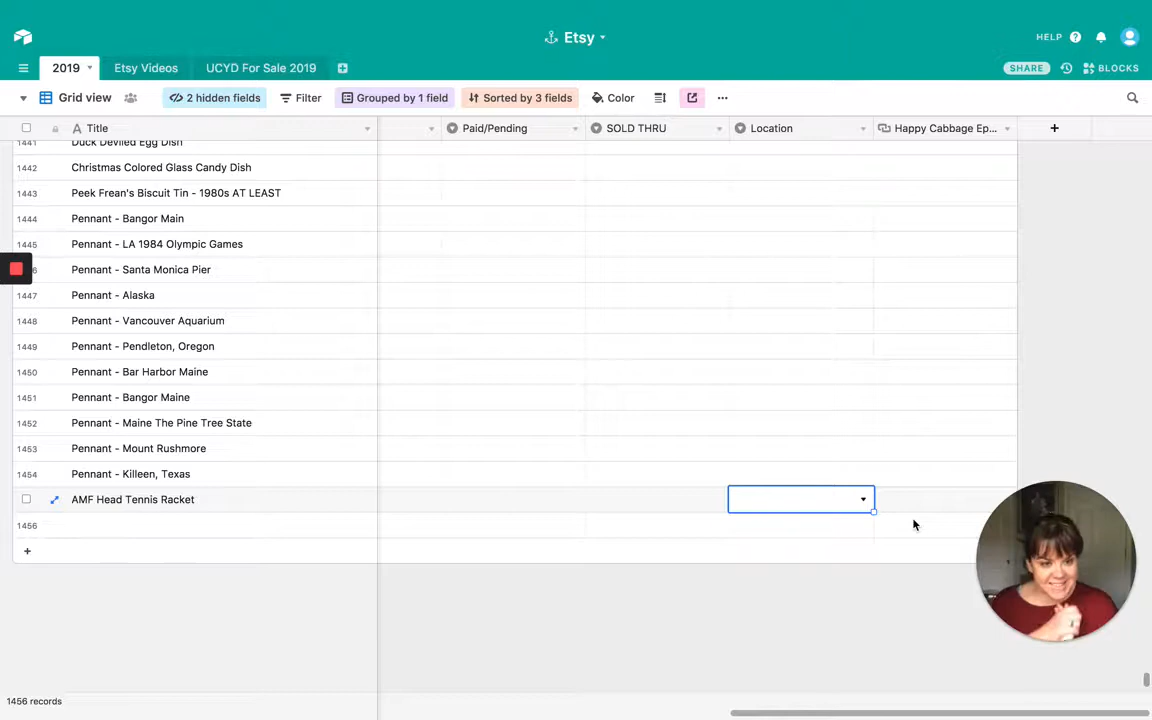 Etsy
HELP
2019
Etsy Videos
UCYD For Sale 2019
SHARE
BLOCKS
Grid view
2 hidden fields
Filter
Grouped by 1 field
Sorted by 3 fields
Color
Title
Paid/Pending
SOLD THRU
Location
Happy Cabbage Ep...
1441 Duck Deviled Egg Dish
1442 Christmas Colored Glass Candy Dish
1443 Peek Frean's Biscuit Tin - 1980s AT LEAST
1444 Pennant - Bangor Main
1445 Pennant - LA 1984 Olympic Games
6 Pennant - Santa Monica Pier
1447 Pennant - Alaska
1448 Pennant - Vancouver Aquarium
1449 Pennant - Pendleton, Oregon
1450 Pennant - Bar Harbor Maine
1451 Pennant - Bangor Maine
1452 Pennant - Maine The Pine Tree State
1453 Pennant - Mount Rushmore
1454 Pennant - Killeen, Texas
AMF Head Tennis Racket
1456
1456 records